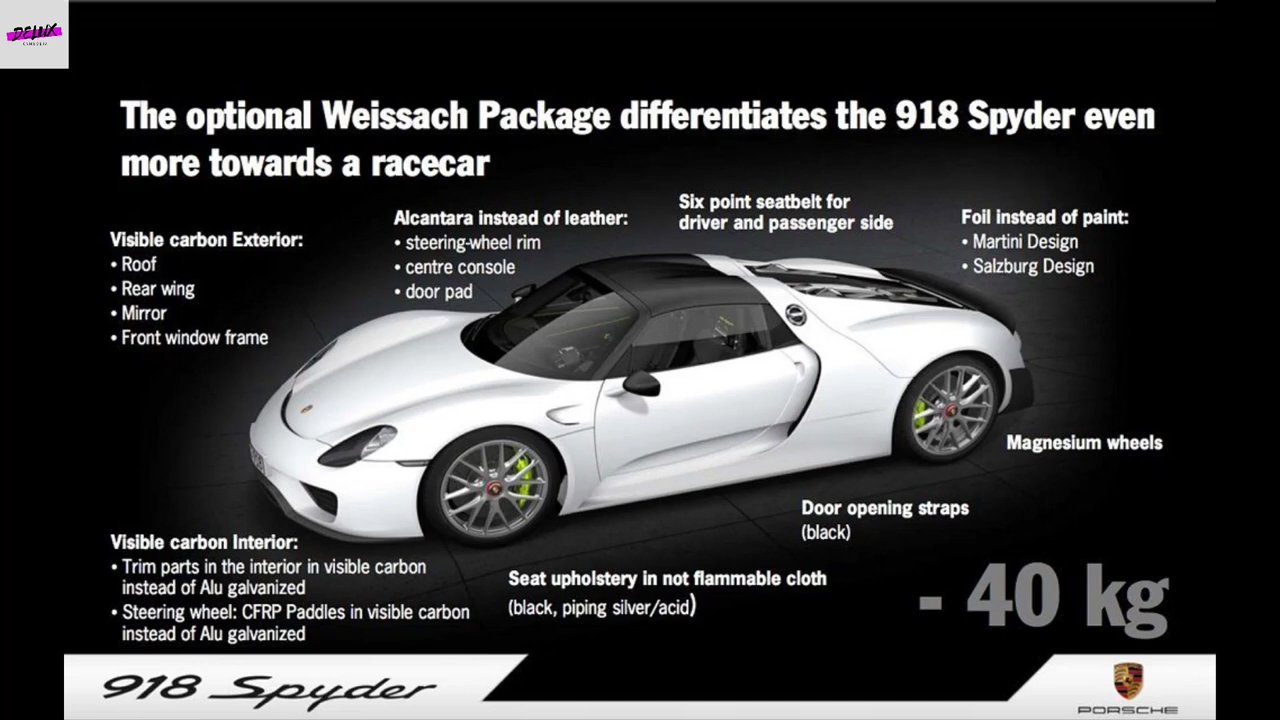 DELUX
The optional Weissach Package differentiates the 918 Spyder even
more towards a racecar
Visible carbon Exterior:
• Roof
• Rear wing
• Mirror
• Front window frame
Alcantara instead of leather:
• steering-wheel rim
• centre console
• door pad
Six point seatbelt for
driver and passenger side
Foil instead of paint:
• Martini Design
• Salzburg Design
Magnesium wheels
Door opening straps
(black)
Visible carbon Interior:
• Trim parts in the interior in visible carbon
instead of Alu galvanized
• Steering wheel: CFRP Paddles in visible carbon
instead of Alu galvanized
Seat upholstery in not flammable cloth
(black, piping silver/acid)
- 40 kg
918 Spyder
PORSCHE